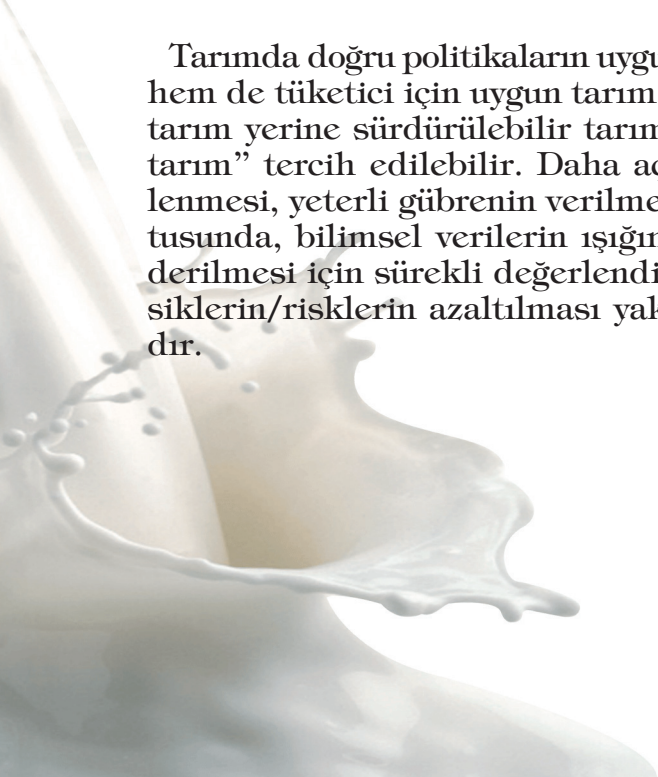 Tarımda doğru politikaların uygu
hem de tüketici için uygun tarım
tarım yerine sürdürülebilir tarım
tarım” tercih edilebilir. Daha aç
lenmesi, yeterli gübrenin verilme
tusunda, bilimsel verilerin ışığın
derilmesi için sürekli değerlendi
siklerin/risklerin azaltılması yak
dır.